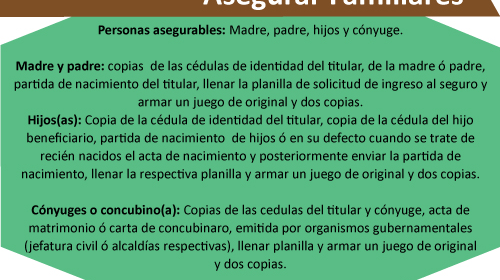 Asegurar Familiares
Personas asegurables: Madre, padre, hijos y cónyuge.
Madre y padre: copias de las cédulas de identidad del titular, de la madre ó padre,
partida de nacimiento del titular, llenar la planilla de solicitud de ingreso al seguro y
armar un juego de original y dos copias.
Hijos(as): Copia de la cédula de identidad del titular, copia de la cédula del hijo
beneficiario, partida de nacimiento de hijos ó en su defecto cuando se trate de
recién nacidos el acta de nacimiento y posteriormente enviar la partida de
nacimiento, llenar la respectiva planilla y armar un juego de original y dos copias.
Cónyuges o concubino(a): Copias de las cedulas del titular y cónyuge, acta de
matrimonio ó carta de concubinaro, emitida por organismos gubernamentales
(jefatura civil ó alcaldías respectivas), llenar planilla y armar un juego de original
y dos copias.